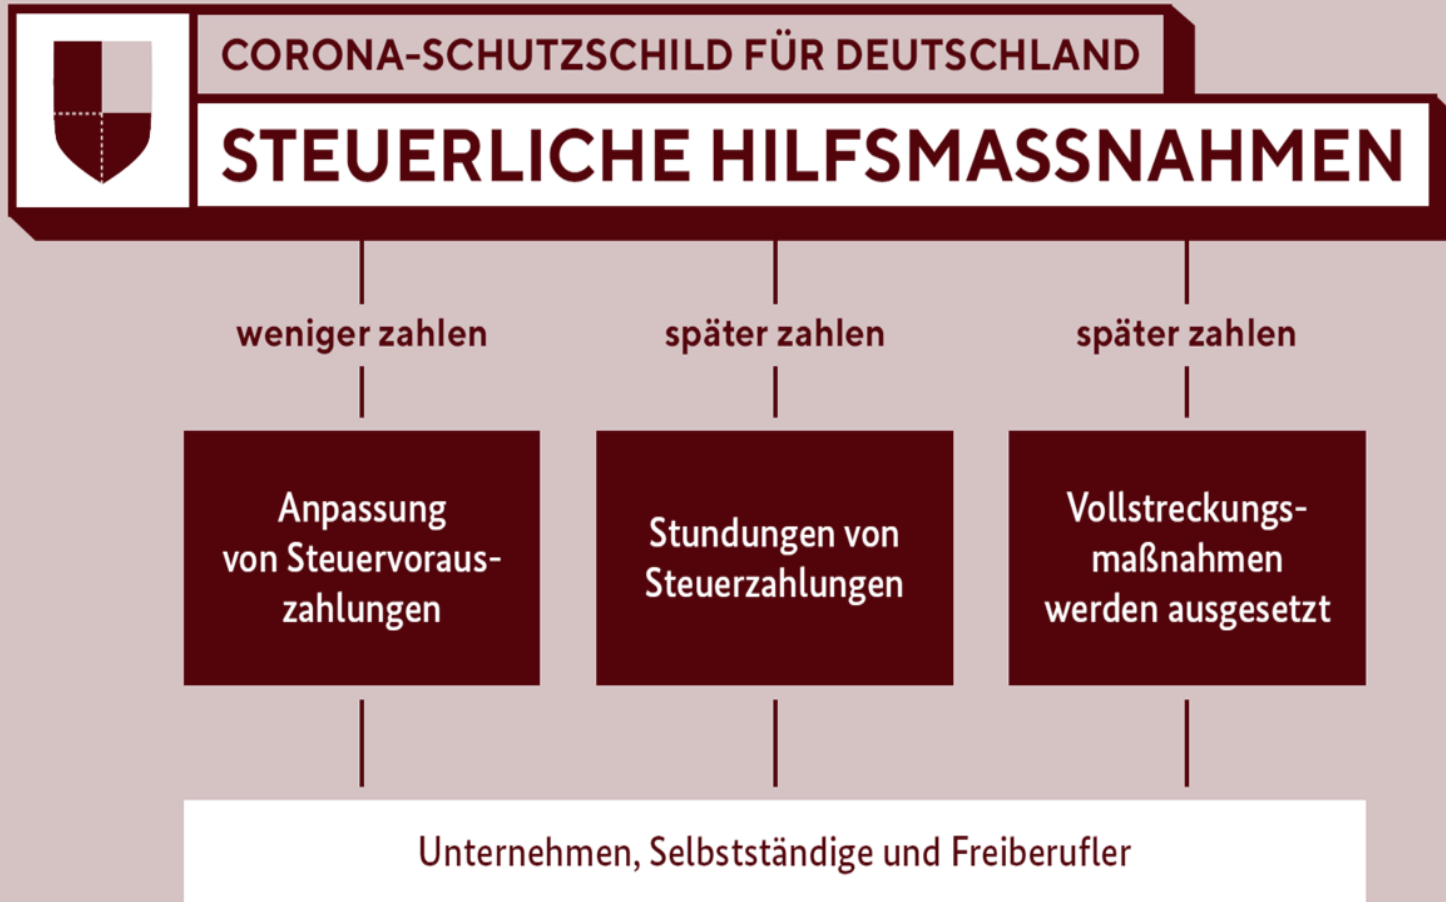 CORONA-SCHUTZSCHILD FÜR DEUTSCHLAND
STEUERLICHE HILFSMASSNAHMEN
weniger zahlen
später zahlen
später zahlen
Anpassung
von Steuervoraus-
zahlungen
Stundungen von
Steuerzahlungen
Vollstreckungs-
maßnahmen
werden ausgesetzt
Unternehmen, Selbstständige und Freiberufler